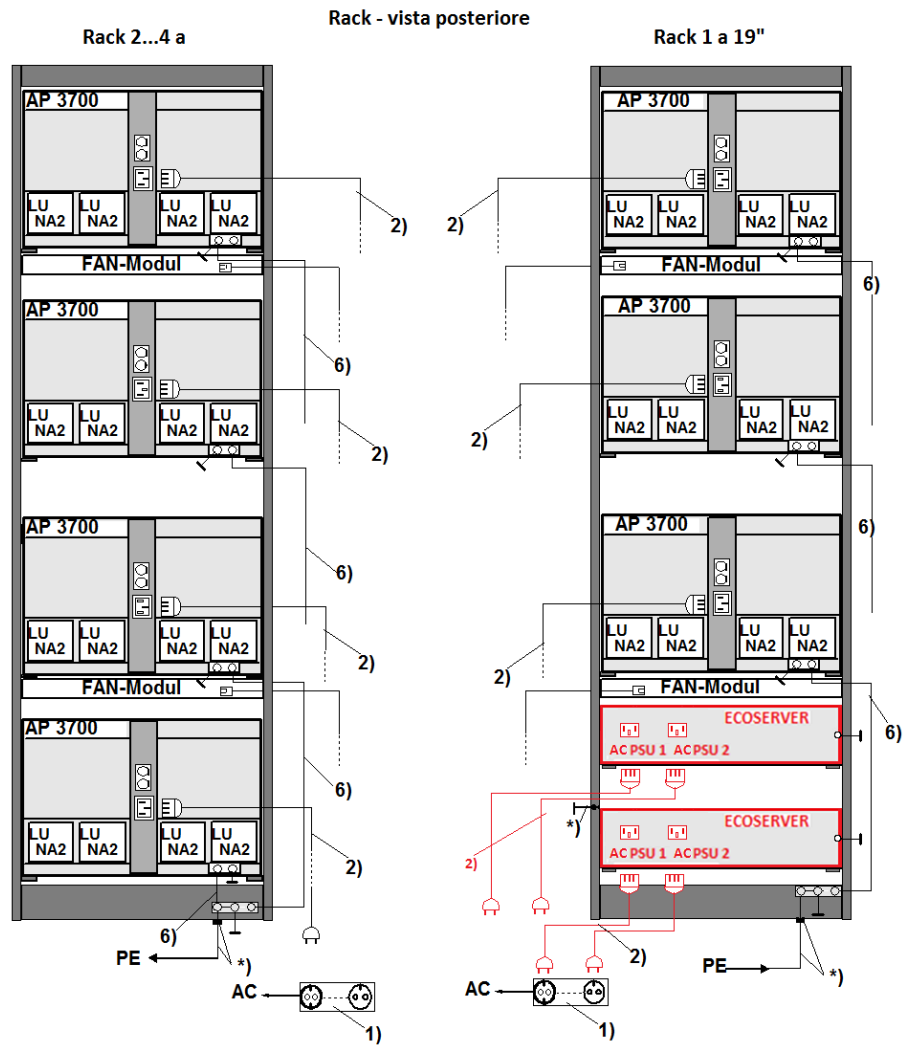 Rack - vista posteriore
Rack 2...4 a
AP 3700
LU NA2 LU NA2 LU NA2 LU NA2
2)
FAN-Modul
6)
AP 3700
LU NA2 LU NA2 LU NA2 LU NA2
2)
AP 3700
6)
LU NA2 LU NA2 LU NA2 LU NA2
2)
FAN-Modul
AP 3700
6)
LU NA2 LU NA2 LU NA2 LU NA2
2)
6)
PE
*)
AC
1)
Rack 1 a 19"
AP 3700
LU NA2 LU NA2 LU NA2 LU NA2
2)
FAN-Modul
6)
AP 3700
LU NA2 LU NA2 LU NA2 LU NA2
2)
AP 3700
6)
LU NA2 LU NA2 LU NA2 LU NA2
2)
FAN-Modul
ECOSERVER
6)
AC PSU 1 AC PSU 2
*)
ECOSERVER
2)
AC PSU 1 AC PSU 2
2)
PE
*)
AC
1)